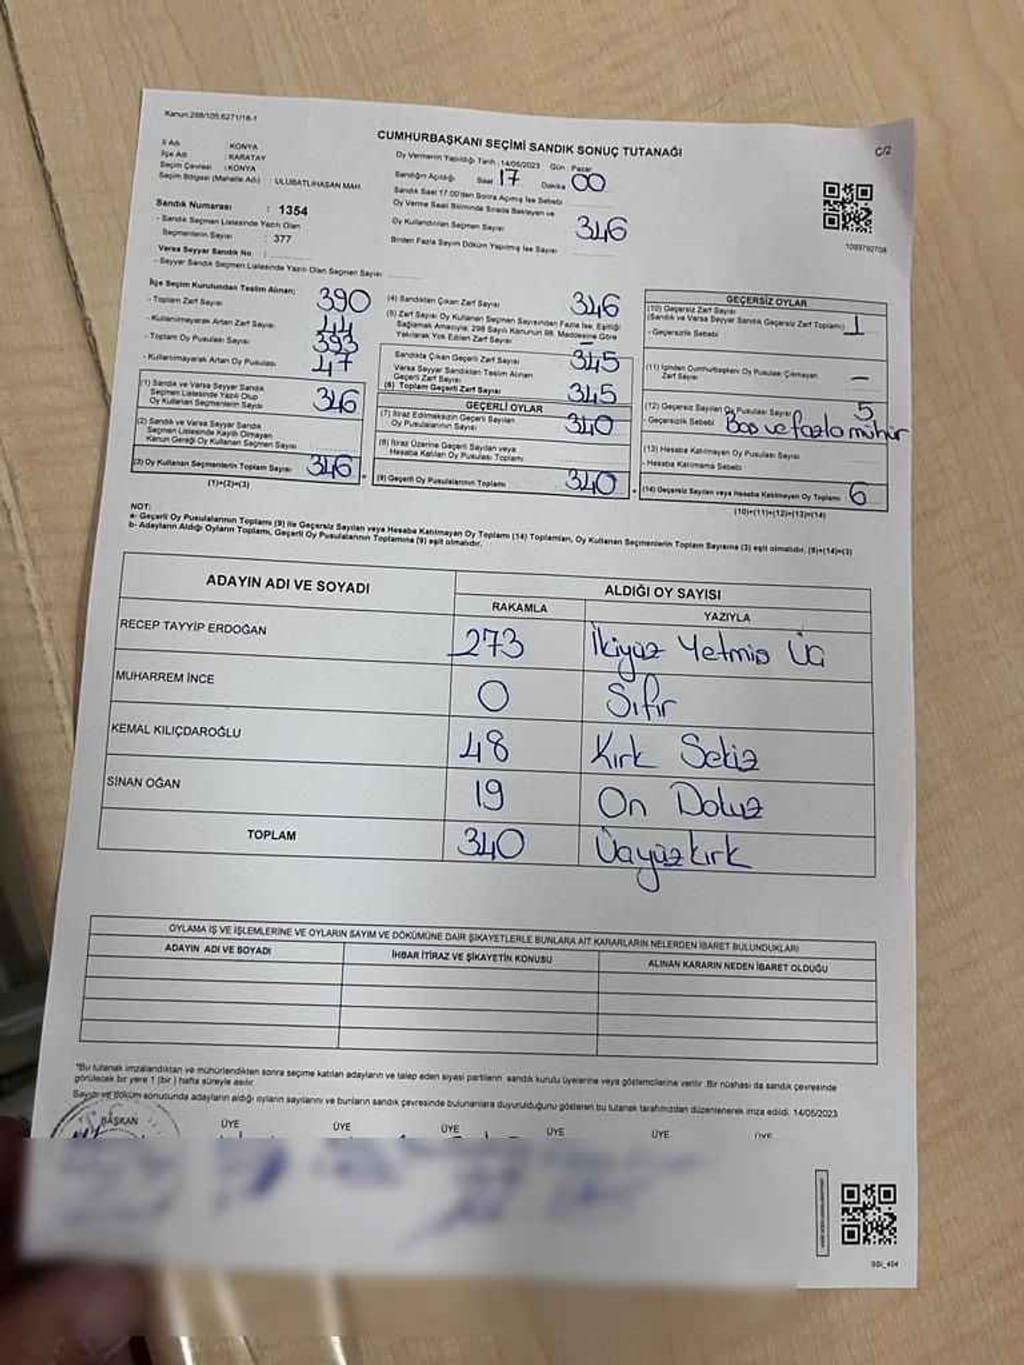 Kanun:298/105.6271/18-1
CUMHURBAŞKANI SEÇİMİ SANDIK SONUÇ TUTANAĞI
C/2
İl Adı : KONYA
İlçe Adı : KARATAY
Seçim Çevresi : KONYA
Seçim Bölgesi (Mahalle Adı) : ULUBATLIHASAN MAH.
Sandık Numarası : 1354
- Sandık Seçmen Listesinde Yazılı Olan
Seçmenlerin Sayısı : 377
Varsa Seyyar Sandık No :
- Seyyar Sandık Seçmen Listesinde Yazılı Olan Seçmen Sayısı
Oy Vermenin Yapıldığı Tarih : 14/05/2023 Gün : Pazar
Sandığın Açıldığı Saat 17 Dakika 00
Sandık Saat 17.00'den Sonra Açılmış İse Sebebi
Oy Verme Saati Bitiminde Sırada Bekleyen ve
Oy Kullandırılan Seçmen Sayısı 346
Birden Fazla Sayım Döküm Yapılmış İse Sayısı
1093792708
İlçe Seçim Kurulundan Teslim Alınan;
- Toplam Zarf Sayısı 390
- Kullanılmayarak Artan Zarf Sayısı 44
- Toplam Oy Pusulası Sayısı 393
- Kullanılmayarak Artan Oy Pusulası 47
(1) Sandık ve Varsa Seyyar Sandık
Seçmen Listesinde Yazılı Olup
Oy Kullanan Seçmenlerin Sayısı 346
(2) Sandık ve Varsa Seyyar Sandık
Seçmen Listesinde Kayıtlı Olmayan
Kanun Gereği Oy Kullanan Seçmen Sayısı
(3) Oy Kullanan Seçmenlerin Toplam Sayısı 346
(1)+(2)=(3)
(4) Sandıktan Çıkan Zarf Sayısı 346
(5) Zarf Sayısı Oy Kullanan Seçmen Sayısından Fazla İse, Eşitliği
Sağlamak Amacıyla, 298 Sayılı Kanunun 98. Maddesine Göre
Yakılarak Yok Edilen Zarf Sayısı –
Sandıkta Çıkan Geçerli Zarf Sayısı 345
Varsa Seyyar Sandıktan Teslim Alınan
Geçerli Zarf Sayısı
(6) Toplam Geçerli Zarf Sayısı 345
GEÇERLİ OYLAR
(7) İtiraz Edilmeksizin Geçerli Sayılan
Oy Pusulasının Sayısı 340
(8) İtiraz Üzerine Geçerli Sayılan veya
Hesaba Katılan Oy Pusulası Toplamı
(9) Geçerli Oy Pusulalarının Toplamı 340
GEÇERSİZ OYLAR
(10) Geçersiz Zarf Sayısı
(Sandık ve Varsa Seyyar Sandık Geçersiz Zarf Toplamı) 1
- Geçersizlik Sebebi
(11) İçinden Cumhurbaşkanı Oy Pusulası Çıkmayan
Zarf Sayısı –
(12) Geçersiz Sayılan Oy Pusulası Sayısı 5
- Geçersizlik Sebebi Boş ve fazla mühür
(13) Hesaba Katılmayan Oy Pusulası Sayısı
- Hesaba Katılmama Sebebi
(14) Geçersiz Sayılan veya Hesaba Katılmayan Oy Toplamı 6
(10)+(11)+(12)+(13)=(14)
NOT:
a- Geçerli Oy Pusulalarının Toplamı (9) ile Geçersiz Sayılan veya Hesaba Katılmayan Oy Toplamı (14) Toplamları, Oy Kullanan Seçmenlerin Toplam Sayısına (3) eşit olmalıdır, (9)+(14)=(3)
b- Adayların Aldığı Oyların Toplamı, Geçerli Oy Pusulalarının Toplamına (9) eşit olmalıdır.
ADAYIN ADI VE SOYADI ALDIĞI OY SAYISI
RAKAMLA YAZIYLA
RECEP TAYYİP ERDOĞAN 273 İkiyüz Yetmiş Üç
MUHARREM İNCE 0 Sıfır
KEMAL KILIÇDAROĞLU 48 Kırk Sekiz
SİNAN OĞAN 19 On Dokuz
TOPLAM 340 Üçyüzkırk
OYLAMA İŞ VE İŞLEMLERİNE VE OYLARIN SAYIM VE DÖKÜMÜNE DAİR ŞİKAYETLERLE BUNLARA AİT KARARLARIN NELERDEN İBARET BULUNDUKLARI
ADAYIN ADI VE SOYADI İHBAR İTİRAZ VE ŞİKAYETİN KONUSU ALINAN KARARIN NEDEN İBARET OLDUĞU
*Bu tutanak imzalandıktan ve mühürlendikten sonra seçime katılan adayların ve talep eden siyasi partilerin sandık kurulu üyelerine veya göstericilerine verilir. Bir nüshası da sandık çevresinde
görülecek bir yere 1 (bir) hafta süreyle asılır.
Sayım ve döküm sonucunda adayların aldığı oyların sayılarını ve bunların sandık çevresinde bulunanlara duyurulduğunu gösteren bu tutanak tarafımızdan düzenlenerek imza edildi. 14/05/2023
BAŞKAN ÜYE ÜYE ÜYE ÜYE ÜYE ÜYE